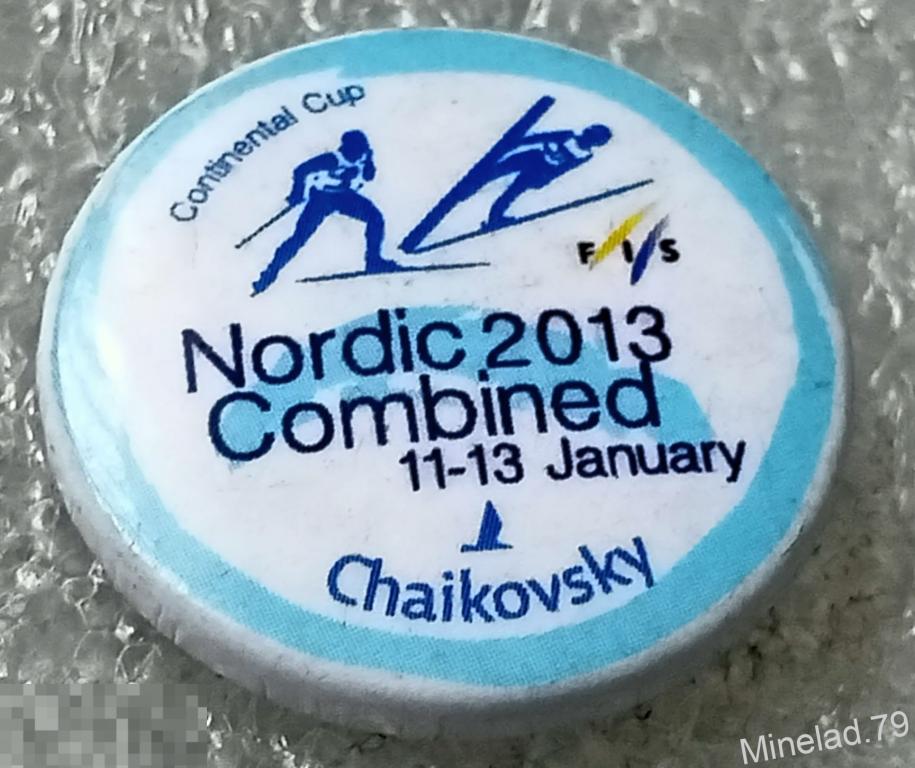 Continental Cup
FIS
Nordic 2013
Combined
11-13 January
Chaikovsky
Minelad.79